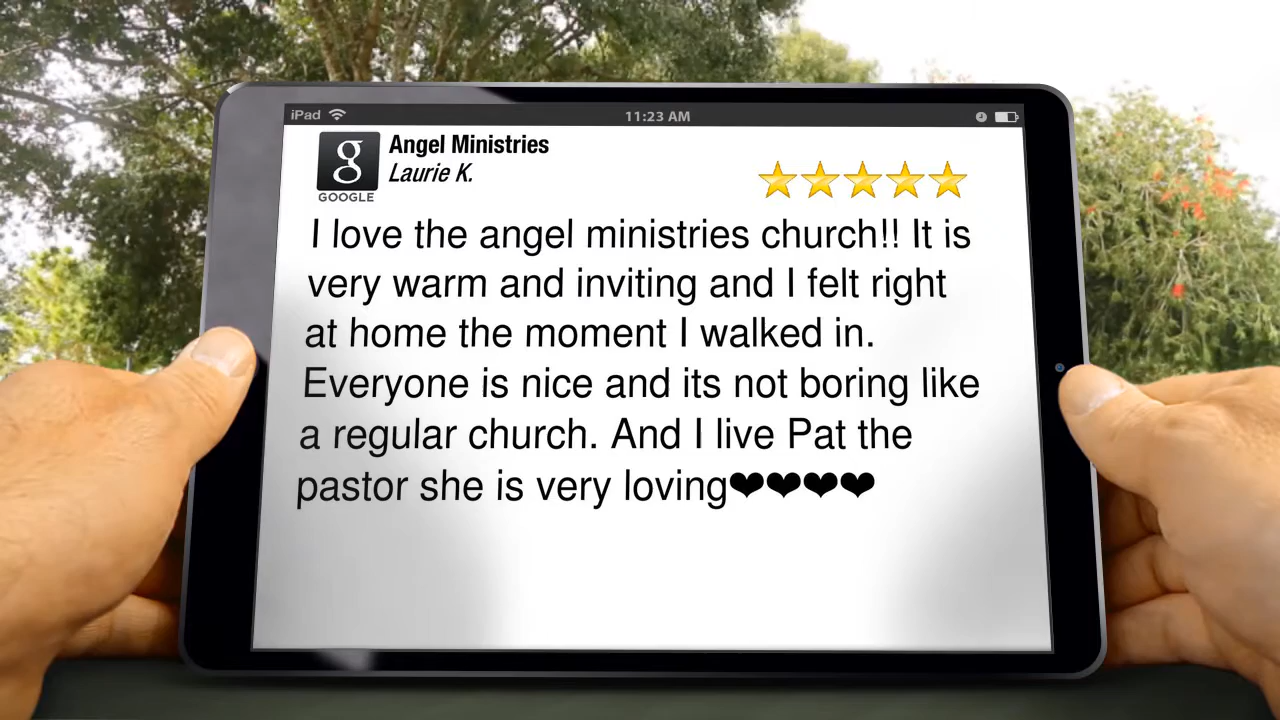 iPad 11:23 AM
Angel Ministries
Laurie K.
GOOGLE
I love the angel ministries church!! It is
very warm and inviting and I felt right
at home the moment I walked in.
Everyone is nice and its not boring like
a regular church. And I live Pat the
pastor she is very loving❤❤❤❤